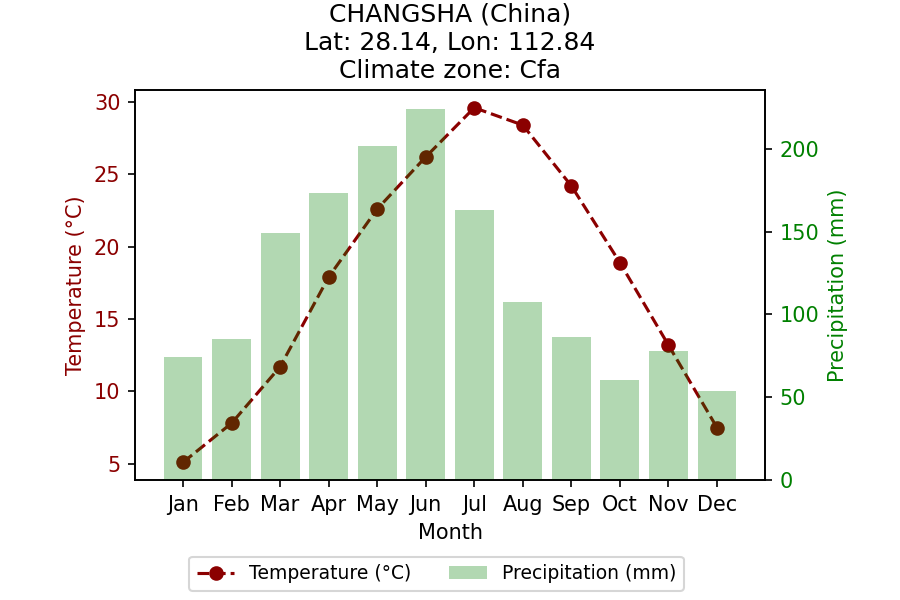 CHANGSHA (China)
Lat: 28.14, Lon: 112.84
Climate zone: Cfa
Temperature (°C)
30
25
20
15
10
5
Precipitation (mm)
200
150
100
50
0
Jan Feb Mar Apr May Jun Jul Aug Sep Oct Nov Dec
Month
Temperature (°C) Precipitation (mm)